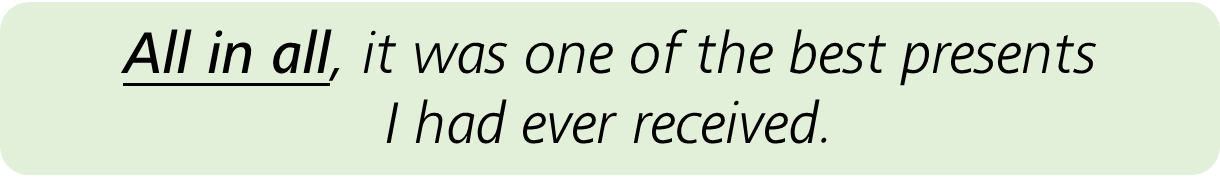 All in all, it was one of the best presents
I had ever received.